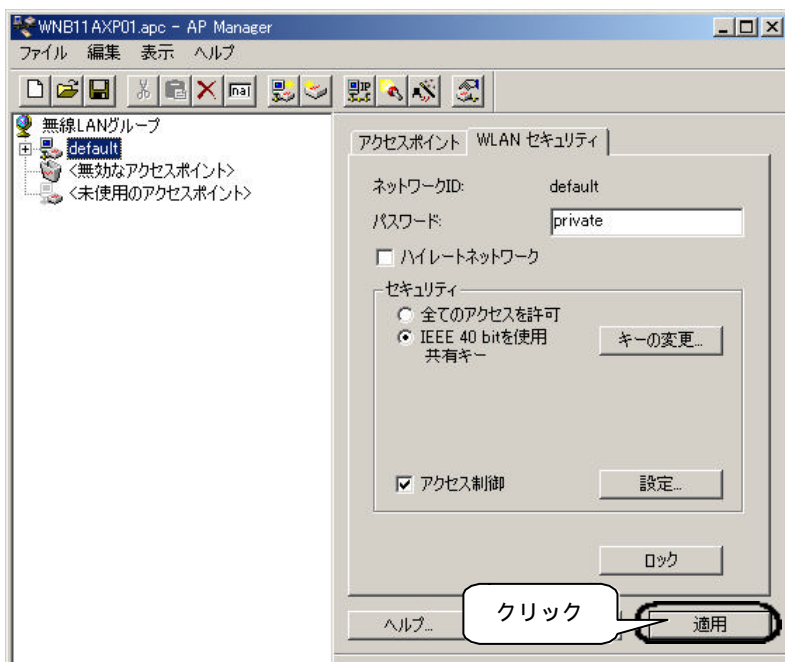 WNB11AXP01.apc - AP Manager
ファイル 編集 表示 ヘルプ
無線LANグループ
default
<無効なアクセスポイント>
<未使用のアクセスポイント>
アクセスポイント WLAN セキュリティ
ネットワークID: default
パスワード: private
ハイレートネットワーク
セキュリティ
全てのアクセスを許可
IEEE 40 bitを使用
共有キー
キーの変更...
アクセス制御
設定...
ロック
ヘルプ...
クリック
適用